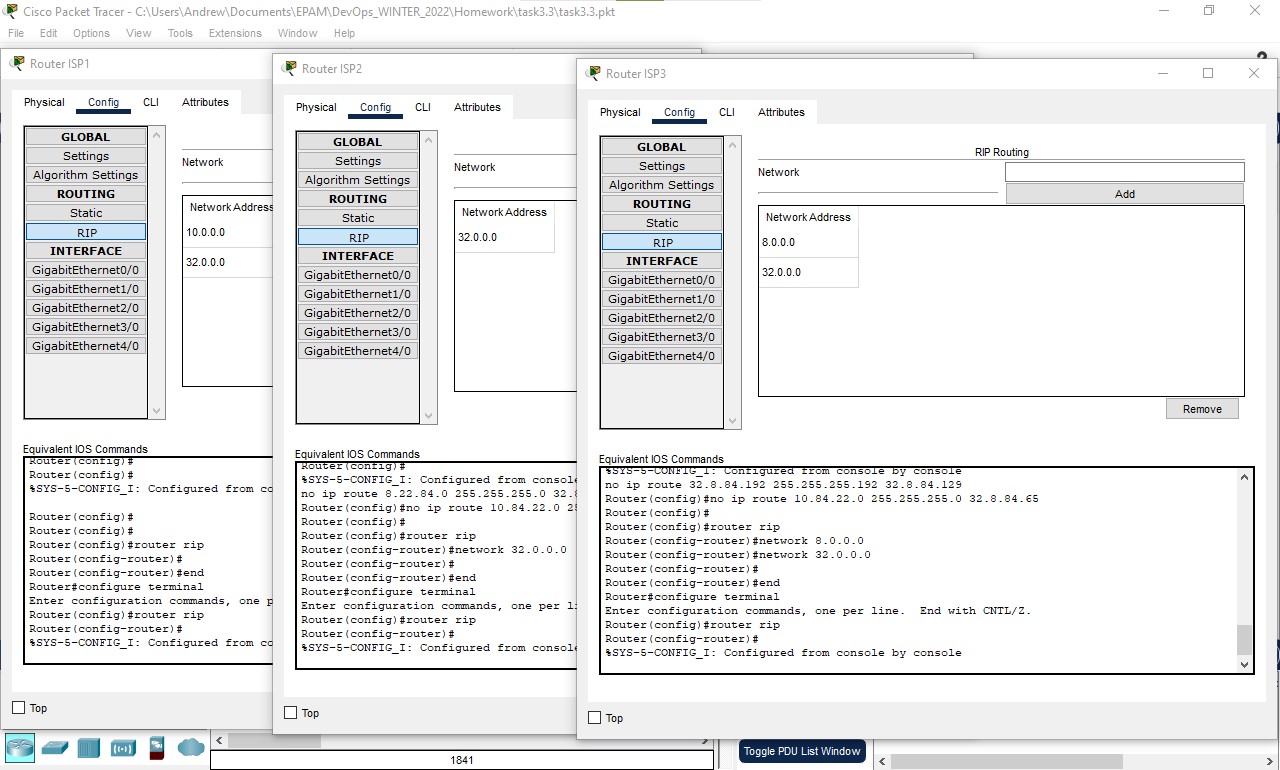 Cisco Packet Tracer - C:\Users\Andrew\Documents\EPAM\DevOps_WINTER_2022\Homework\task3.3\task3.3.pkt
File Edit Options View Tools Extensions Window Help
Router ISP1
Physical Config CLI Attributes
GLOBAL
Settings
Algorithm Settings
ROUTING
Static
RIP
INTERFACE
GigabitEthernet0/0
GigabitEthernet1/0
GigabitEthernet2/0
GigabitEthernet3/0
GigabitEthernet4/0
Network
Network Address
10.0.0.0
32.0.0.0
Equivalent IOS Commands
Router(config)#
Router(config)#
%SYS-5-CONFIG_I: Configured from co
Router(config)#
Router(config)#
Router(config)#router rip
Router(config-router)#
Router(config-router)#end
Router#configure terminal
Enter configuration commands, one p
Router(config)#router rip
Router(config-router)#
%SYS-5-CONFIG_I: Configured from co
Top
Router ISP2
Physical Config CLI Attributes
GLOBAL
Settings
Algorithm Settings
ROUTING
Static
RIP
INTERFACE
GigabitEthernet0/0
GigabitEthernet1/0
GigabitEthernet2/0
GigabitEthernet3/0
GigabitEthernet4/0
Network
Network Address
32.0.0.0
Equivalent IOS Commands
Router(config)#
%SYS-5-CONFIG_I: Configured from console
no ip route 8.22.84.0 255.255.255.0 32.8
Router(config)#no ip route 10.84.22.0 25
Router(config)#
Router(config)#router rip
Router(config-router)#network 32.0.0.0
Router(config-router)#
Router(config-router)#end
Router#configure terminal
Enter configuration commands, one per li
Router(config)#router rip
Router(config-router)#
%SYS-5-CONFIG_I: Configured from console
Top
Router ISP3
Physical Config CLI Attributes
GLOBAL
Settings
Algorithm Settings
ROUTING
Static
RIP
INTERFACE
GigabitEthernet0/0
GigabitEthernet1/0
GigabitEthernet2/0
GigabitEthernet3/0
GigabitEthernet4/0
RIP Routing
Network
Add
Network Address
8.0.0.0
32.0.0.0
Remove
Equivalent IOS Commands
%SYS-5-CONFIG_I: Configured from console by console
no ip route 32.8.84.192 255.255.255.192 32.8.84.129
Router(config)#no ip route 10.84.22.0 255.255.255.0 32.8.84.65
Router(config)#
Router(config)#router rip
Router(config-router)#network 8.0.0.0
Router(config-router)#network 32.0.0.0
Router(config-router)#
Router(config-router)#end
Router#configure terminal
Enter configuration commands, one per line. End with CNTL/Z.
Router(config)#router rip
Router(config-router)#
%SYS-5-CONFIG_I: Configured from console by console
Top
1841
Toggle PDU List Window